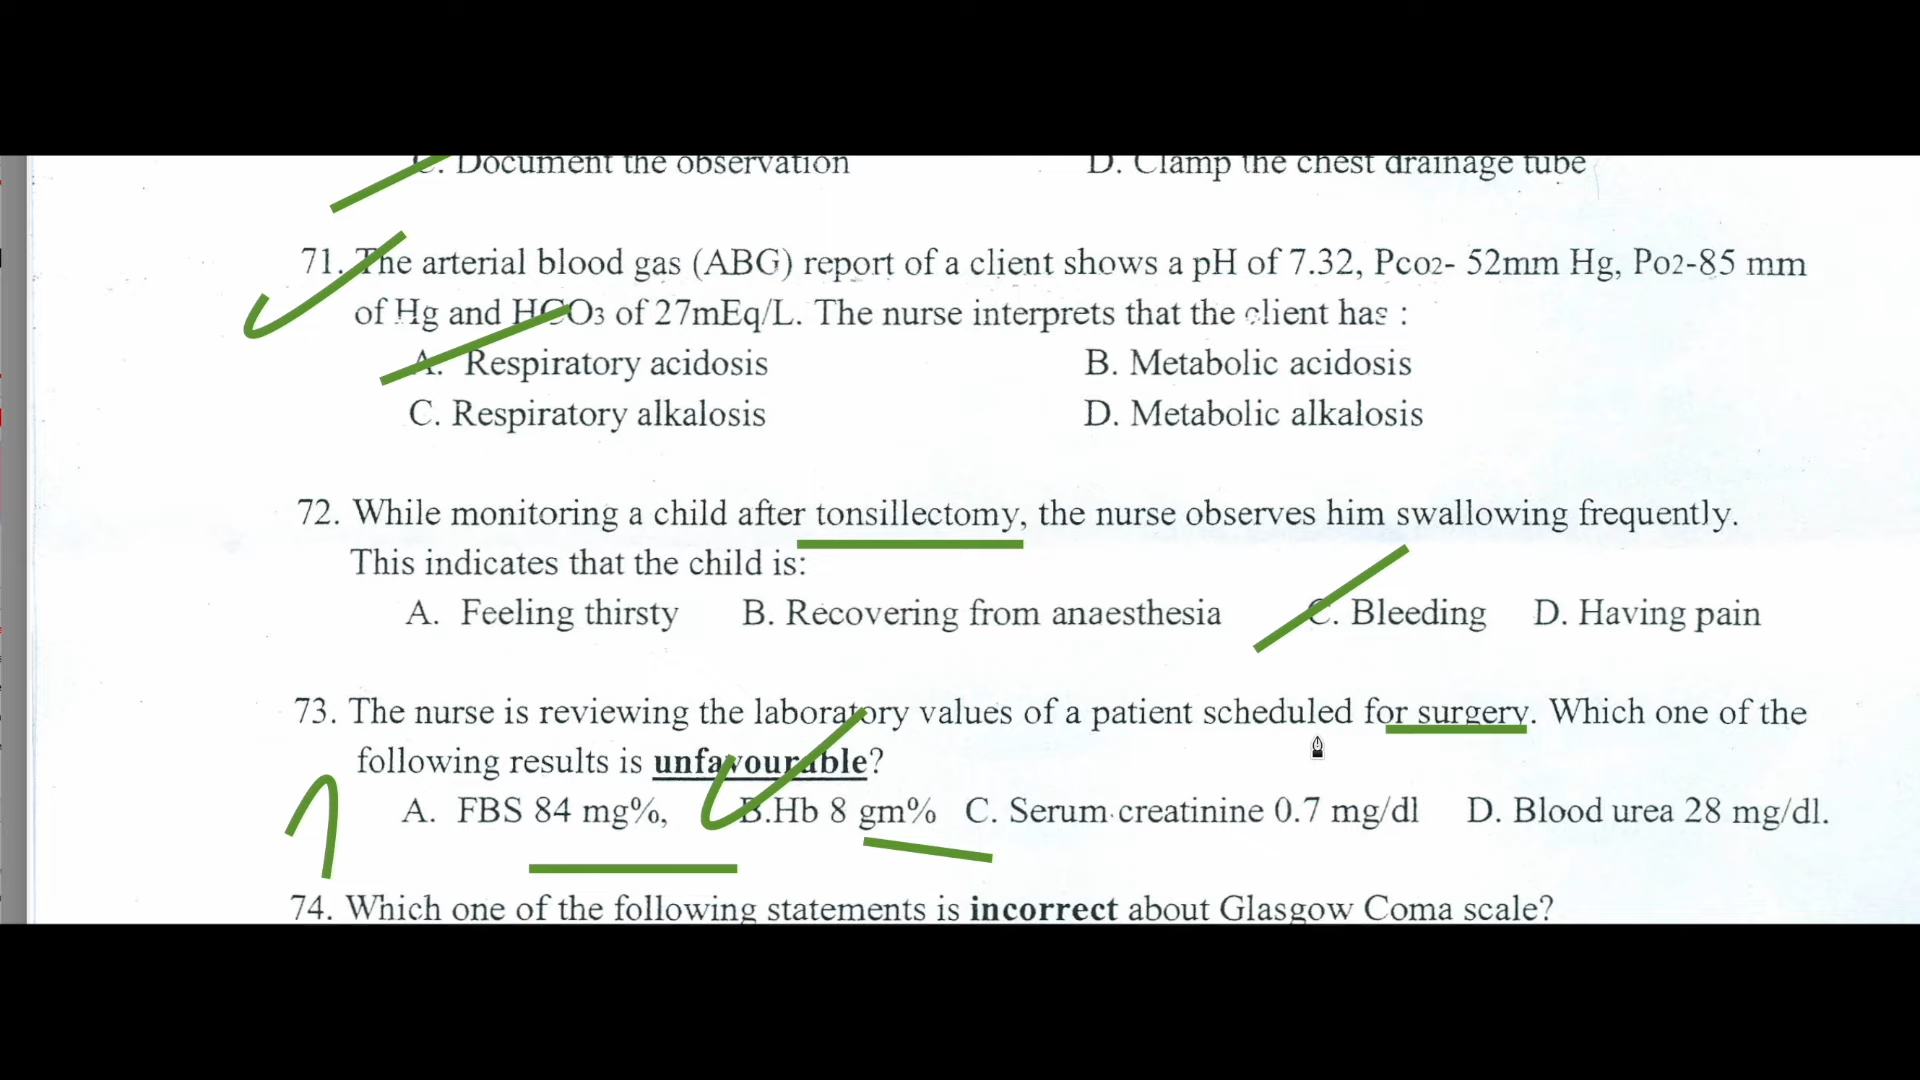 C. Document the observation D. Clamp the chest drainage tube
71. The arterial blood gas (ABG) report of a client shows a pH of 7.32, Pco2- 52mm Hg, Po2-85 mm
of Hg and HCO3 of 27mEq/L. The nurse interprets that the client has :
A. Respiratory acidosis B. Metabolic acidosis
C. Respiratory alkalosis D. Metabolic alkalosis
72. While monitoring a child after tonsillectomy, the nurse observes him swallowing frequently.
This indicates that the child is:
A. Feeling thirsty B. Recovering from anaesthesia C. Bleeding D. Having pain
73. The nurse is reviewing the laboratory values of a patient scheduled for surgery. Which one of the
following results is unfavourable?
A. FBS 84 mg%, B.Hb 8 gm% C. Serum creatinine 0.7 mg/dl D. Blood urea 28 mg/dl.
74. Which one of the following statements is incorrect about Glasgow Coma scale?